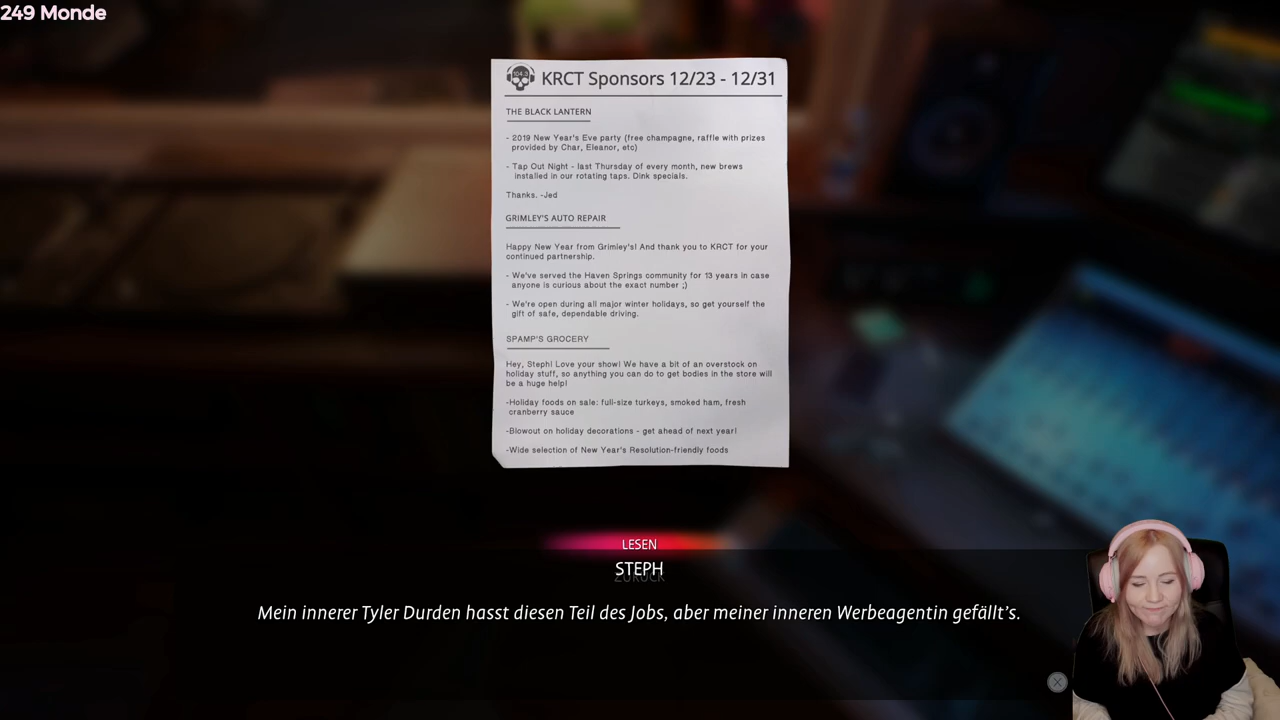 249 Monde
KRCT Sponsors 12/23 - 12/31
THE BLACK LANTERN
- 2019 New Year's Eve party (free champagne, raffle with prizes
provided by Char, Eleanor, etc)
- Tap Out Night - last Thursday of every month, new brews
installed in our rotating taps. Dink specials.
Thanks. -Jed
GRIMLEY'S AUTO REPAIR
Happy New Year from Grimley's! And thank you to KRCT for your
continued partnership.
- We've served the Haven Springs community for 13 years in case
anyone is curious about the exact number ;)
- We're open during all major winter holidays, so get yourself the
gift of safe, dependable driving.
SPAMP'S GROCERY
Hey, Steph! Love your show! We have a bit of an overstock on
holiday stuff, so anything you can do to get bodies in the store will
be a huge help!
-Holiday foods on sale: full-size turkeys, smoked ham, fresh
cranberry sauce
-Blowout on holiday decorations - get ahead of next year!
-Wide selection of New Year's Resolution-friendly foods
LESEN
STEPH
ZURÜCK
Mein innerer Tyler Durden hasst diesen Teil des Jobs, aber meiner inneren Werbeagentin gefällt's.